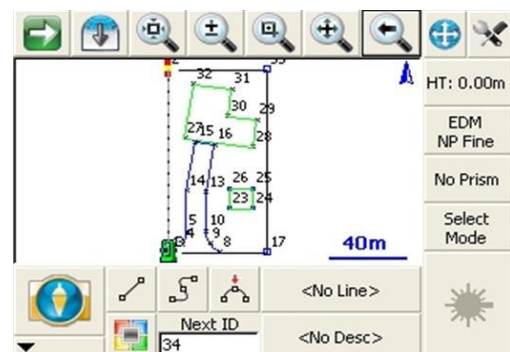 HT: 0.00m
EDM
NP Fine
No Prism
Select
Mode
32
31
30
29
27
15
16
28
14
13
26
25
23
24
5
10
4
9
8
17
40m
<No Line>
Next ID
34
<No Desc>